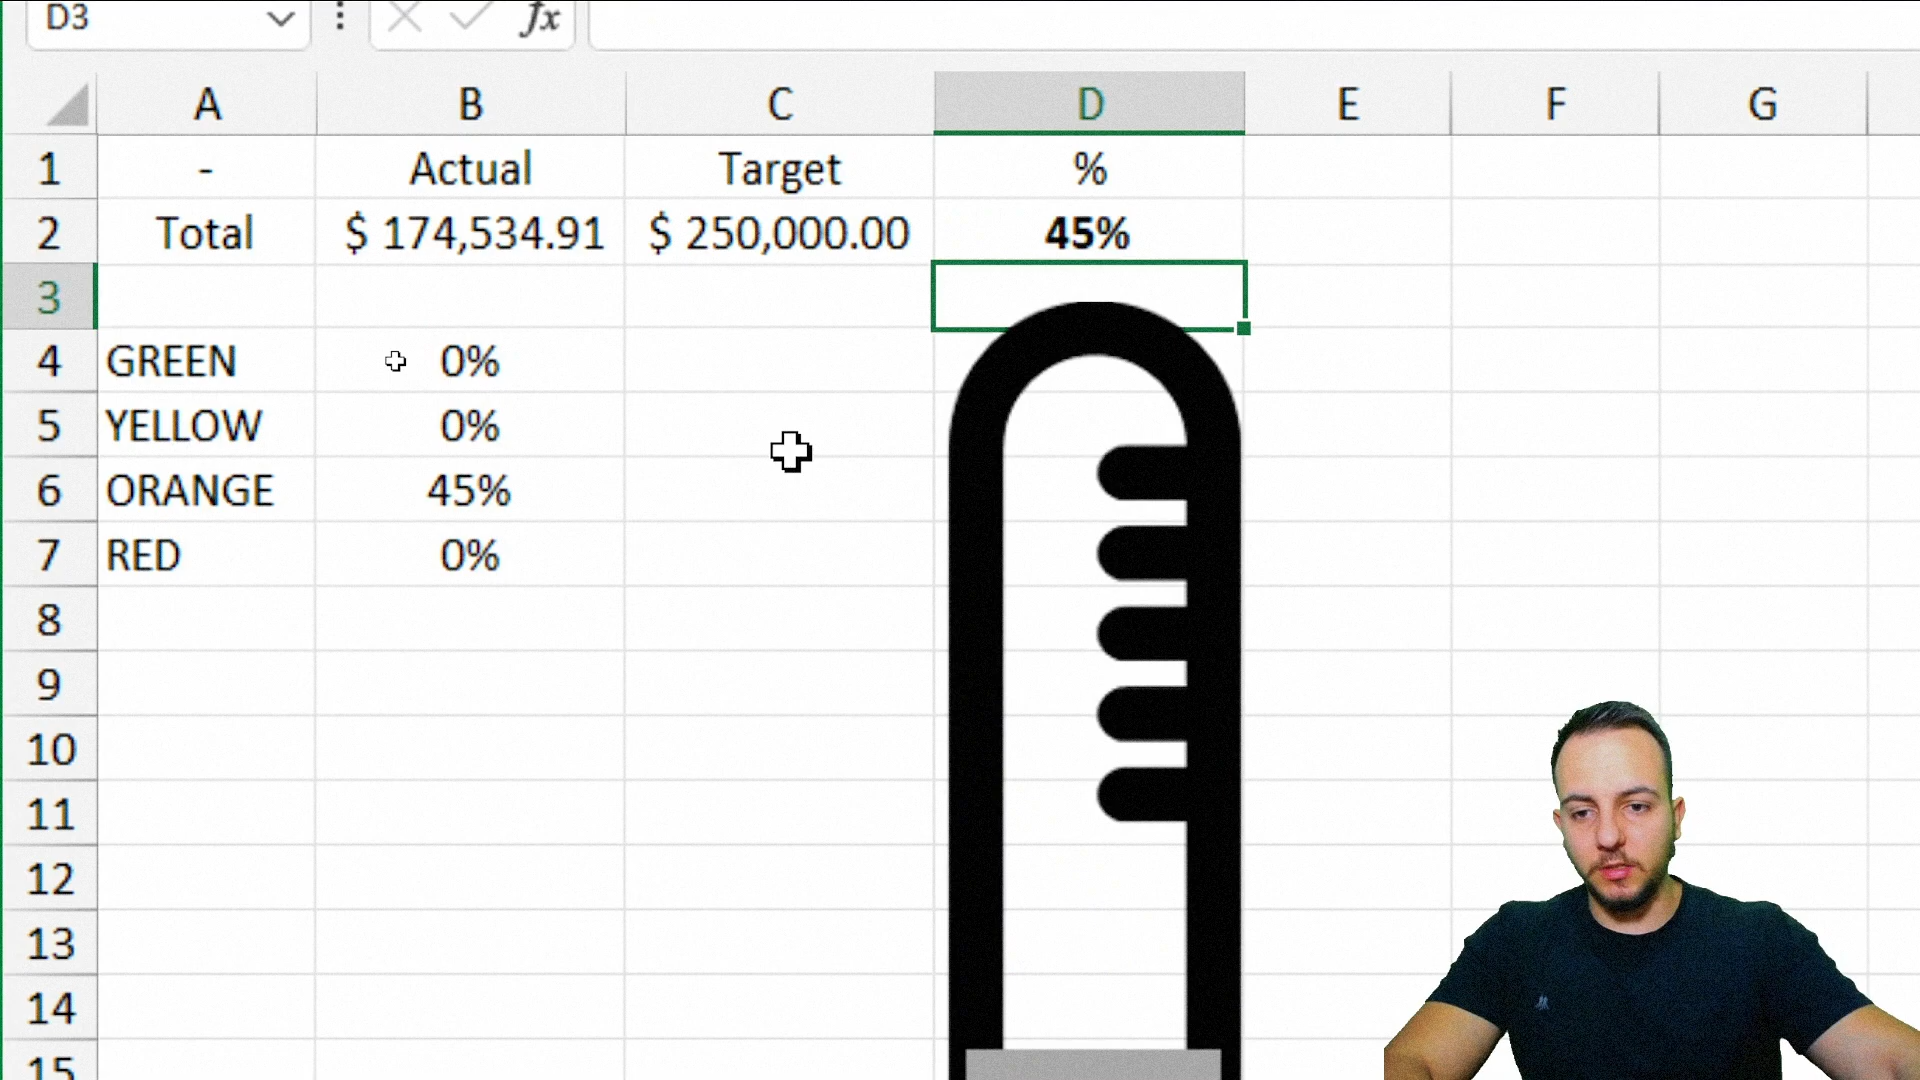 D3 fx
A B C D E F G
1 - Actual Target %
2 Total $ 174,534.91 $ 250,000.00 45%
3
4 GREEN 0%
5 YELLOW 0%
6 ORANGE 45%
7 RED 0%
8
9
10
11
12
13
14
15